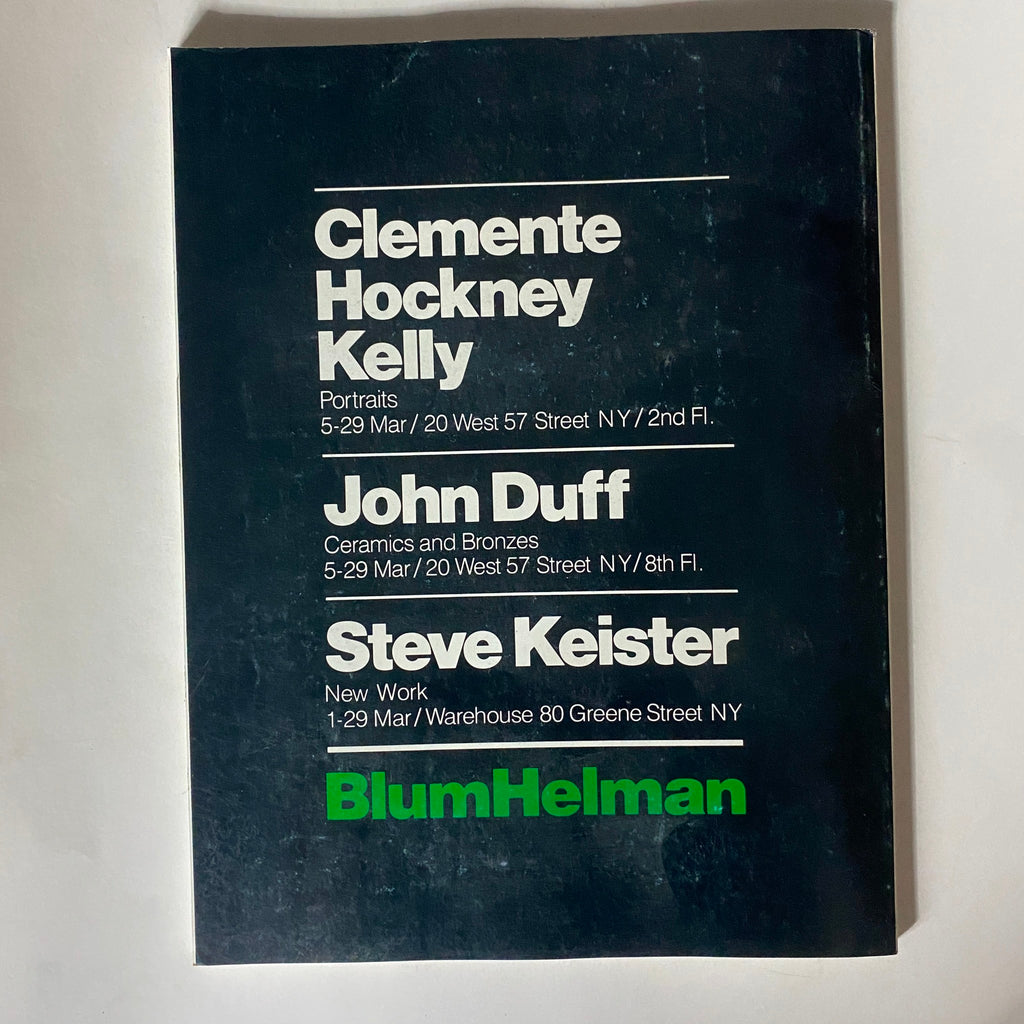 Clemente
Hockney
Kelly
Portraits
5-29 Mar / 20 West 57 Street NY / 2nd Fl.
John Duff
Ceramics and Bronzes
5-29 Mar / 20 West 57 Street NY / 8th Fl.
Steve Keister
New Work
1-29 Mar / Warehouse 80 Greene Street NY
BlumHelman